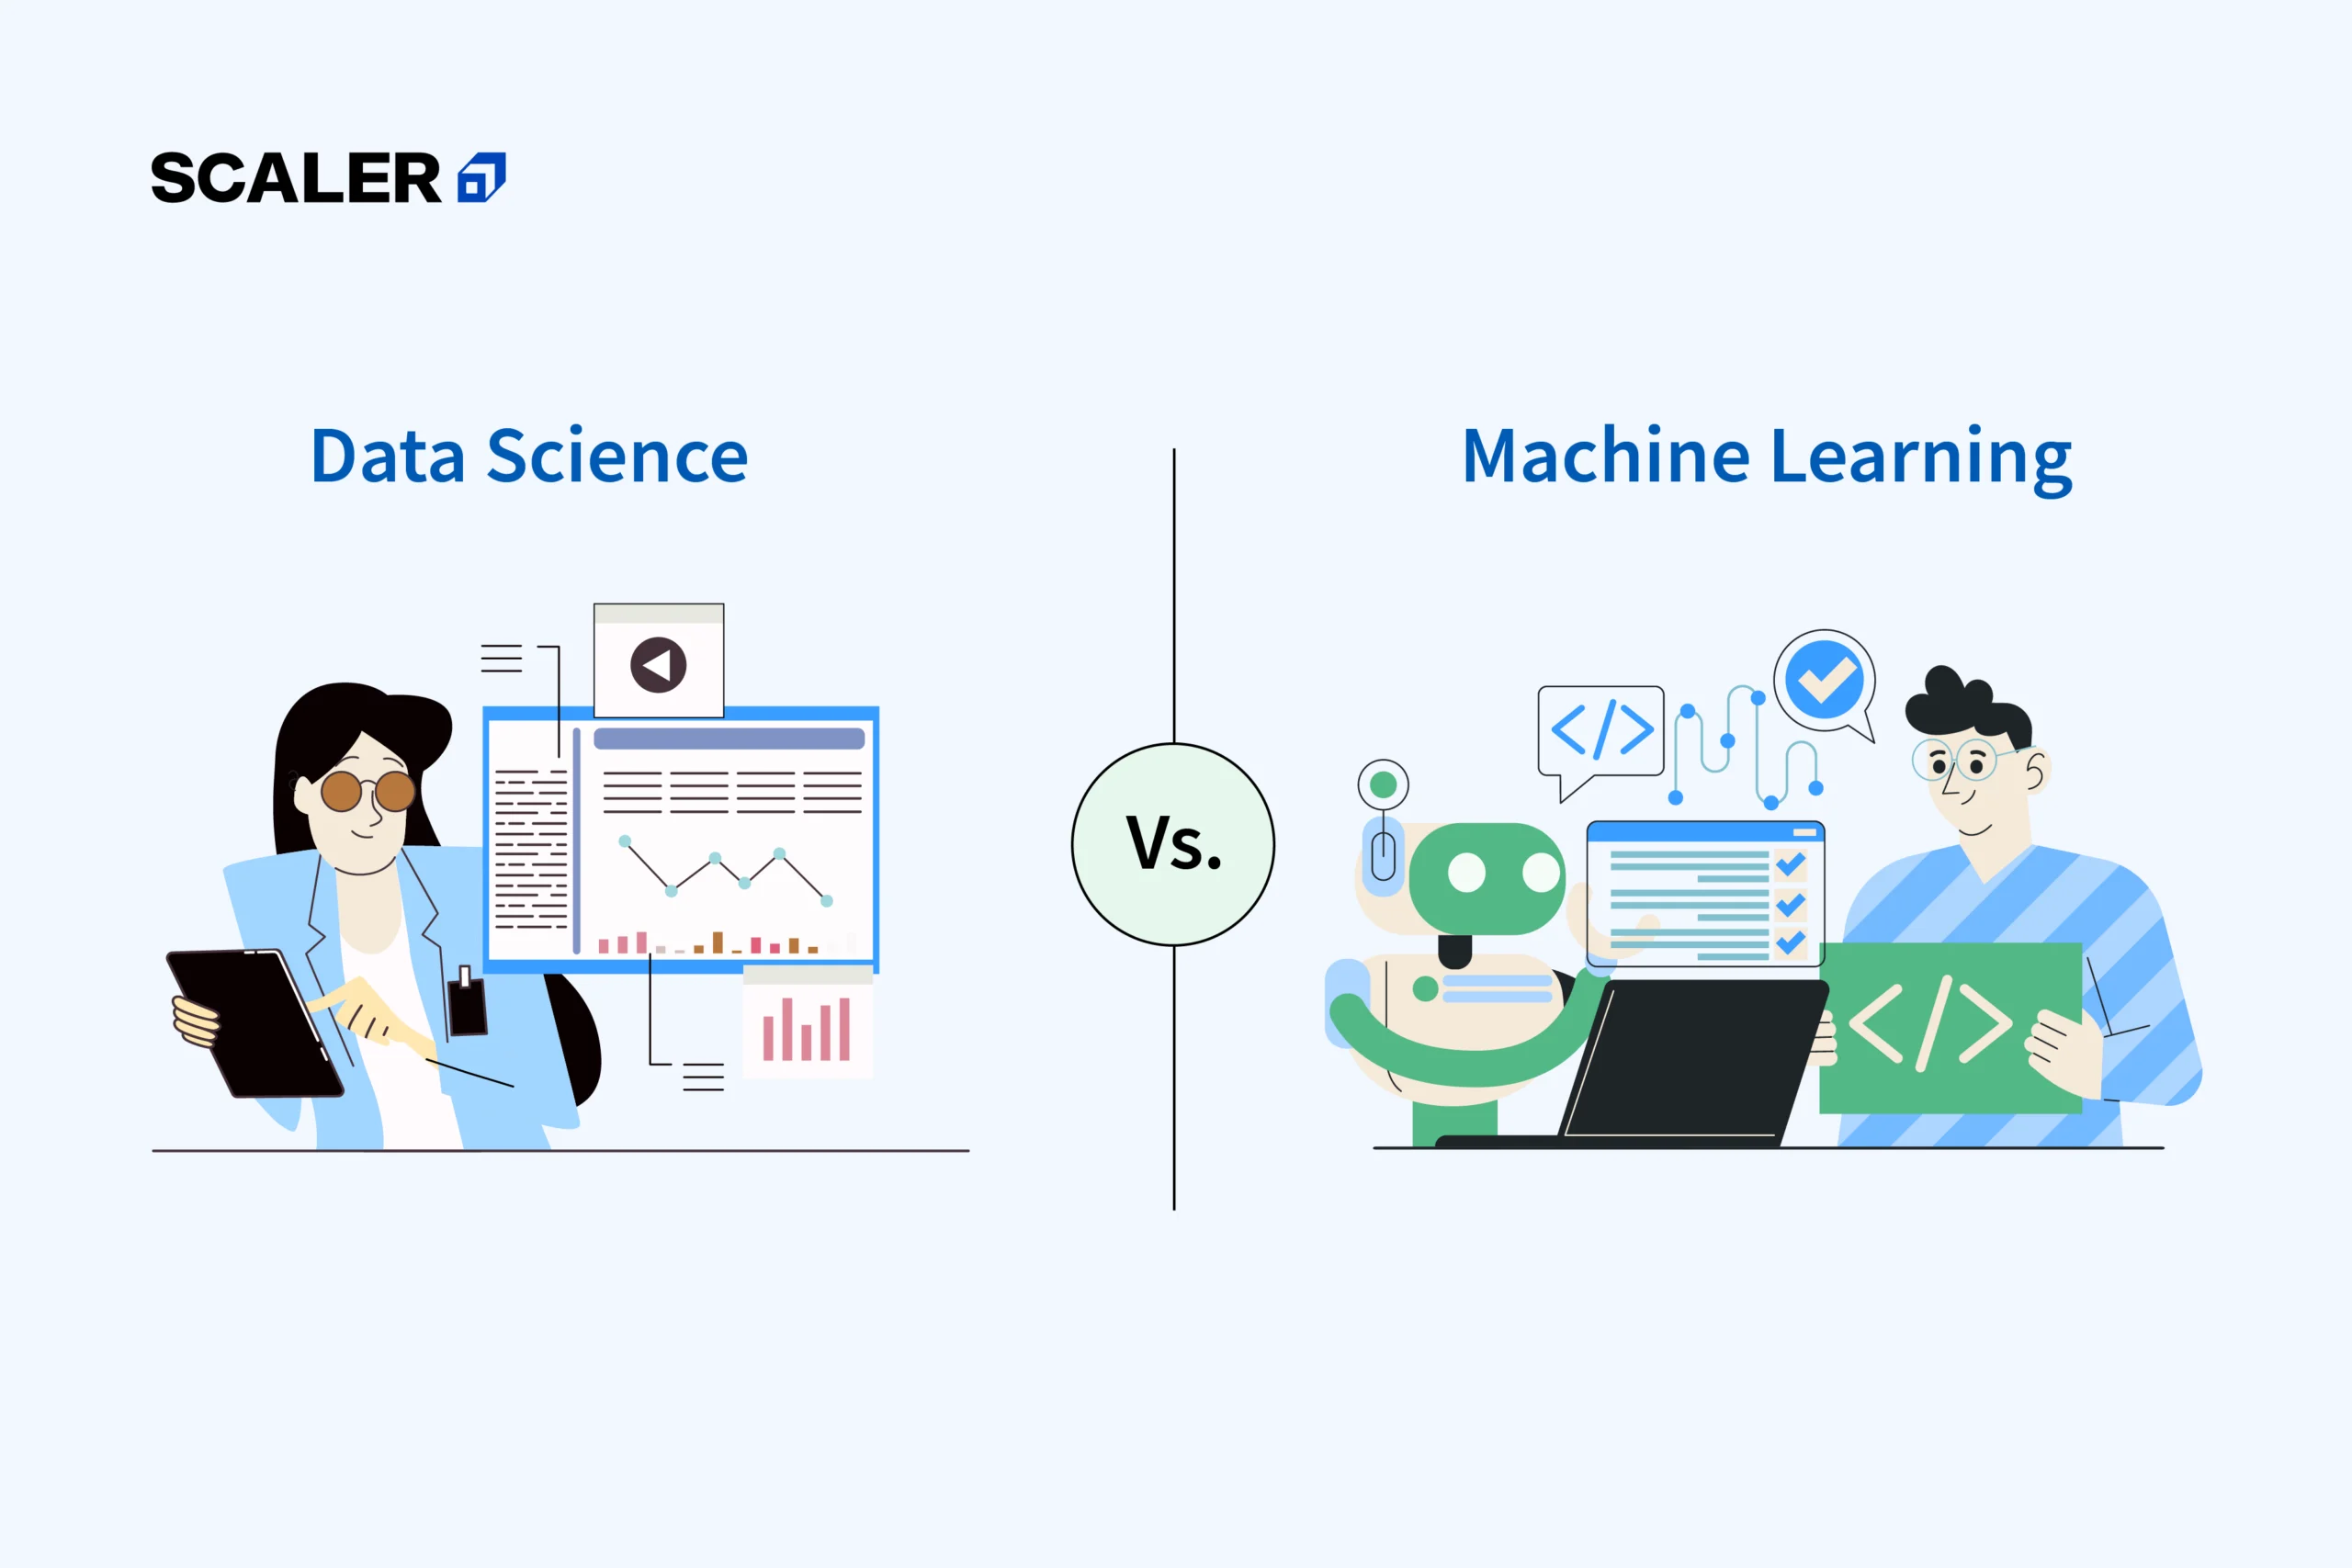 SCALER
Data Science
Machine Learning
Vs.
</>
</>